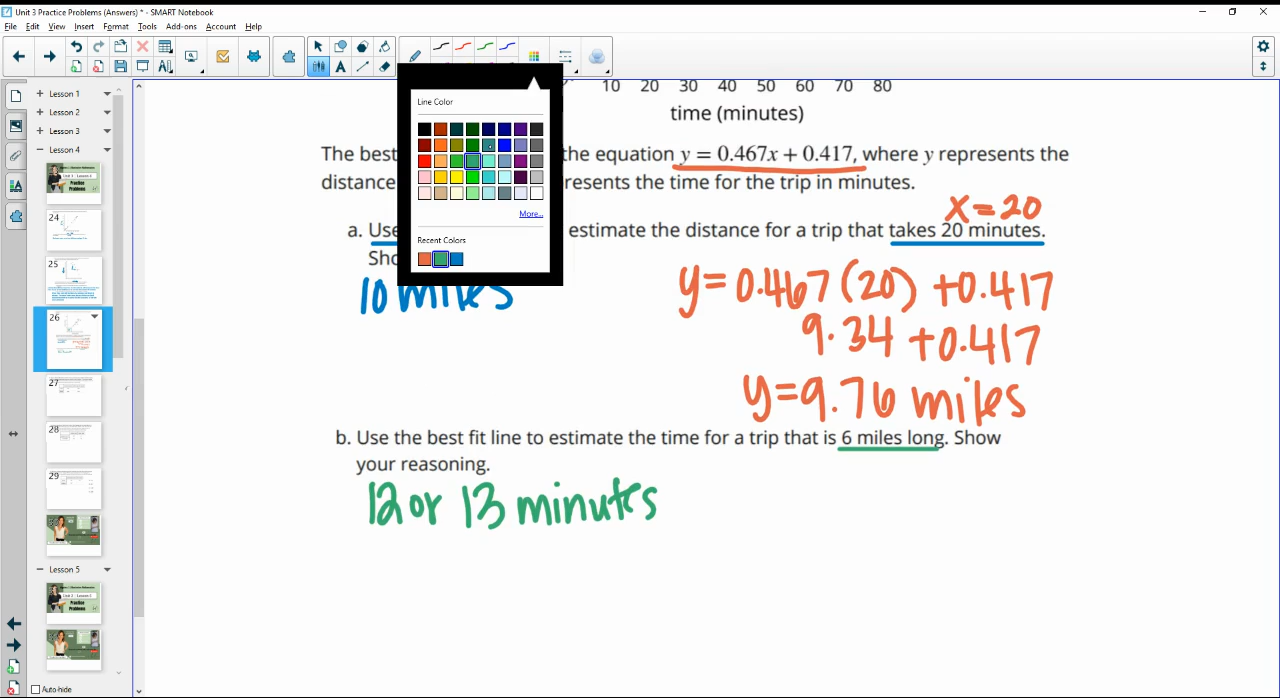 Unit 3 Practice Problems (Answers) * - SMART Notebook
File Edit View Insert Format Tools Add-ons Account Help
Lesson 1
Lesson 2
Lesson 3
Lesson 4
24
25
26
27
28
29
Lesson 5
Auto-hide
Line Color
More...
Recent Colors
10 20 30 40 50 60 70 80
time (minutes)
The best the equation y = 0.467x + 0.417, where y represents the
distance presents the time for the trip in minutes.
x = 20
a. Use estimate the distance for a trip that takes 20 minutes.
Sho
10 miles
y= 0.467 (20) +0.417
9.34 +0.417
y=9.76 miles
b. Use the best fit line to estimate the time for a trip that is 6 miles long. Show
your reasoning.
12 or 13 minutes